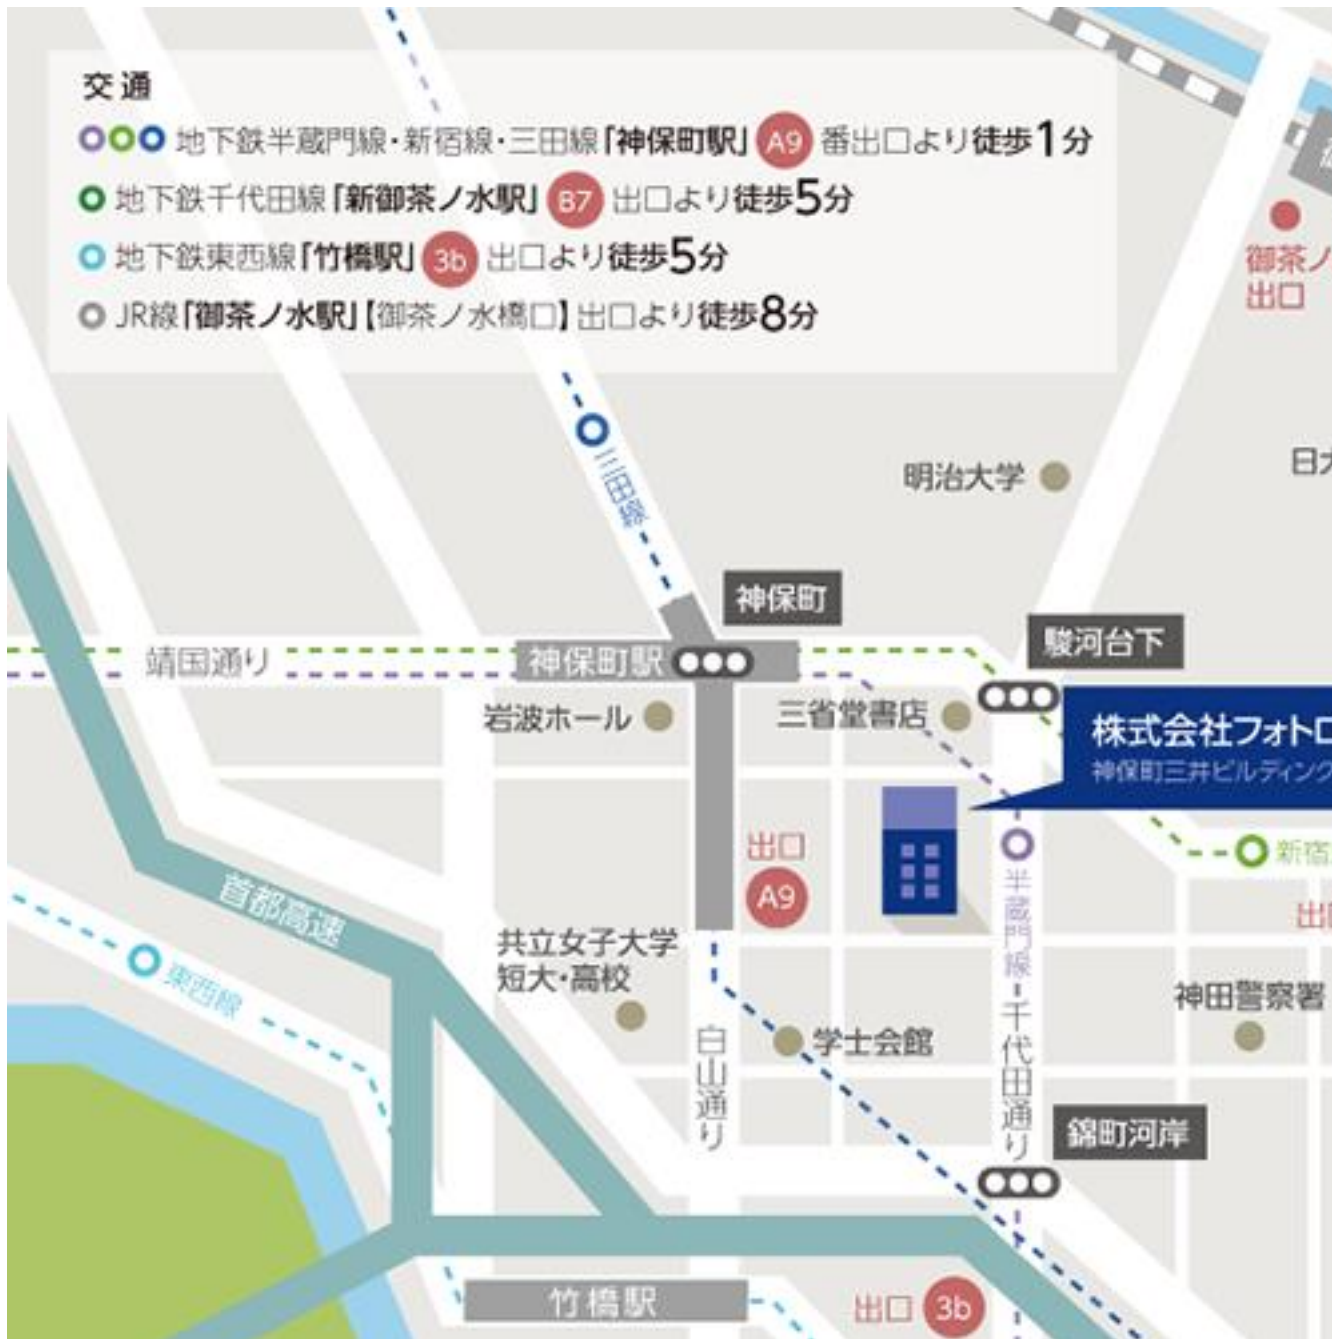 交通
地下鉄半蔵門線・新宿線・三田線「神保町駅」 A9 番出口より徒歩1分
地下鉄千代田線「新御茶ノ水駅」 B7 出口より徒歩5分
地下鉄東西線「竹橋駅」 3b 出口より徒歩5分
JR線「御茶ノ水駅」【御茶ノ水橋口】出口より徒歩8分
御茶ノ
出口
三田線
明治大学
日大
神保町
駿河台下
靖国通り
神保町駅
岩波ホール
三省堂書店
株式会社フォトロ
神保町三井ビルディング
出口
A9
新宿
半蔵門線
首都高速
共立女子大学
短大・高校
出口
東西線
神田警察署
白山通り
学士会館
千代田通り
錦町河岸
竹橋駅
出口 3b